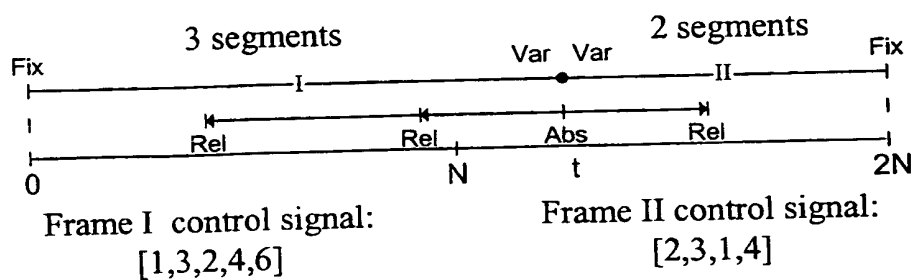 3 segments
2 segments
Fix
Var
Var
Fix
I
II
Rel
Rel
Abs
Rel
0
N
t
2N
Frame I control signal:
[1,3,2,4,6]
Frame II control signal:
[2,3,1,4]